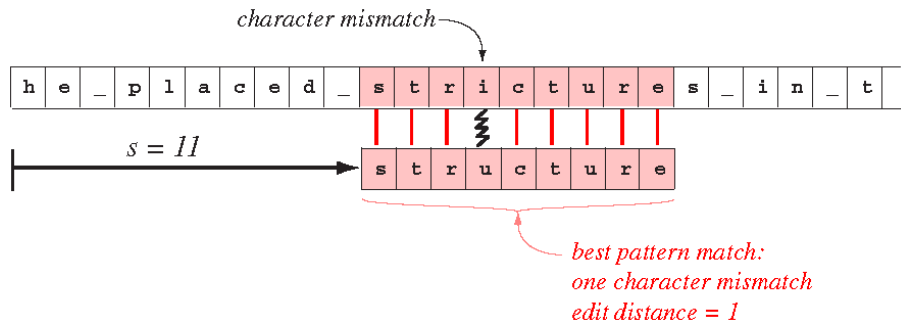 character mismatch
h e _ p l a c e d _ s t r i c t u r e s _ i n _ t
s = 11
s t r u c t u r e
best pattern match:
one character mismatch
edit distance = 1